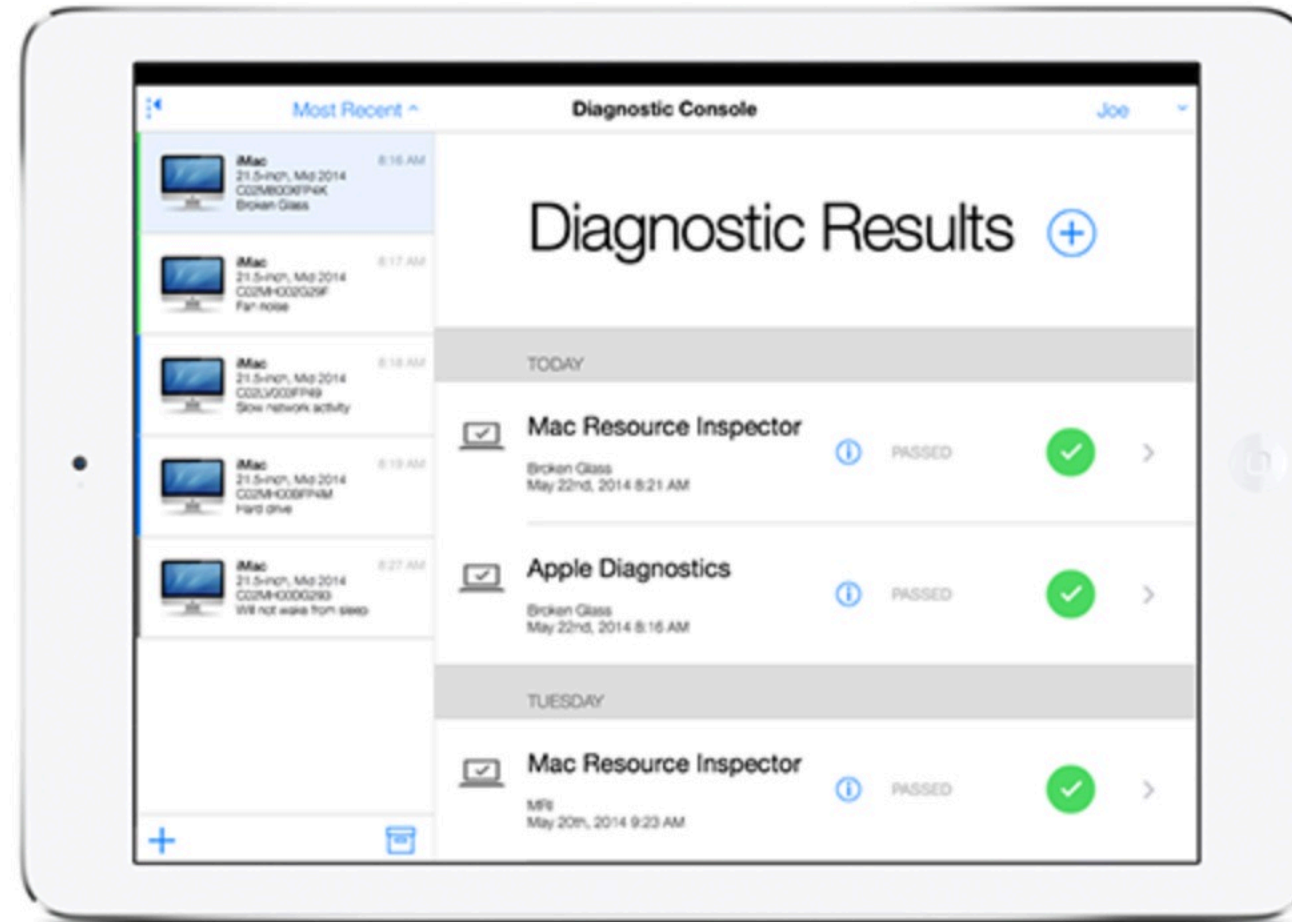 Most Recent
Diagnostic Console
Joe
iMac 8:16 AM
21.5-inch, Mid 2014
Broken Glass
iMac 8:17 AM
21.5-inch, Mid 2014
Fan noise
iMac 8:18 AM
21.5-inch, Mid 2014
Slow network activity
iMac 8:19 AM
21.5-inch, Mid 2014
Hard drive
iMac 8:27 AM
21.5-inch, Mid 2014
Will not wake from sleep
Diagnostic Results
TODAY
Mac Resource Inspector
PASSED
Broken Glass
May 22nd, 2014 8:21 AM
Apple Diagnostics
PASSED
Broken Glass
May 22nd, 2014 8:16 AM
TUESDAY
Mac Resource Inspector
PASSED
MRI
May 20th, 2014 9:23 AM